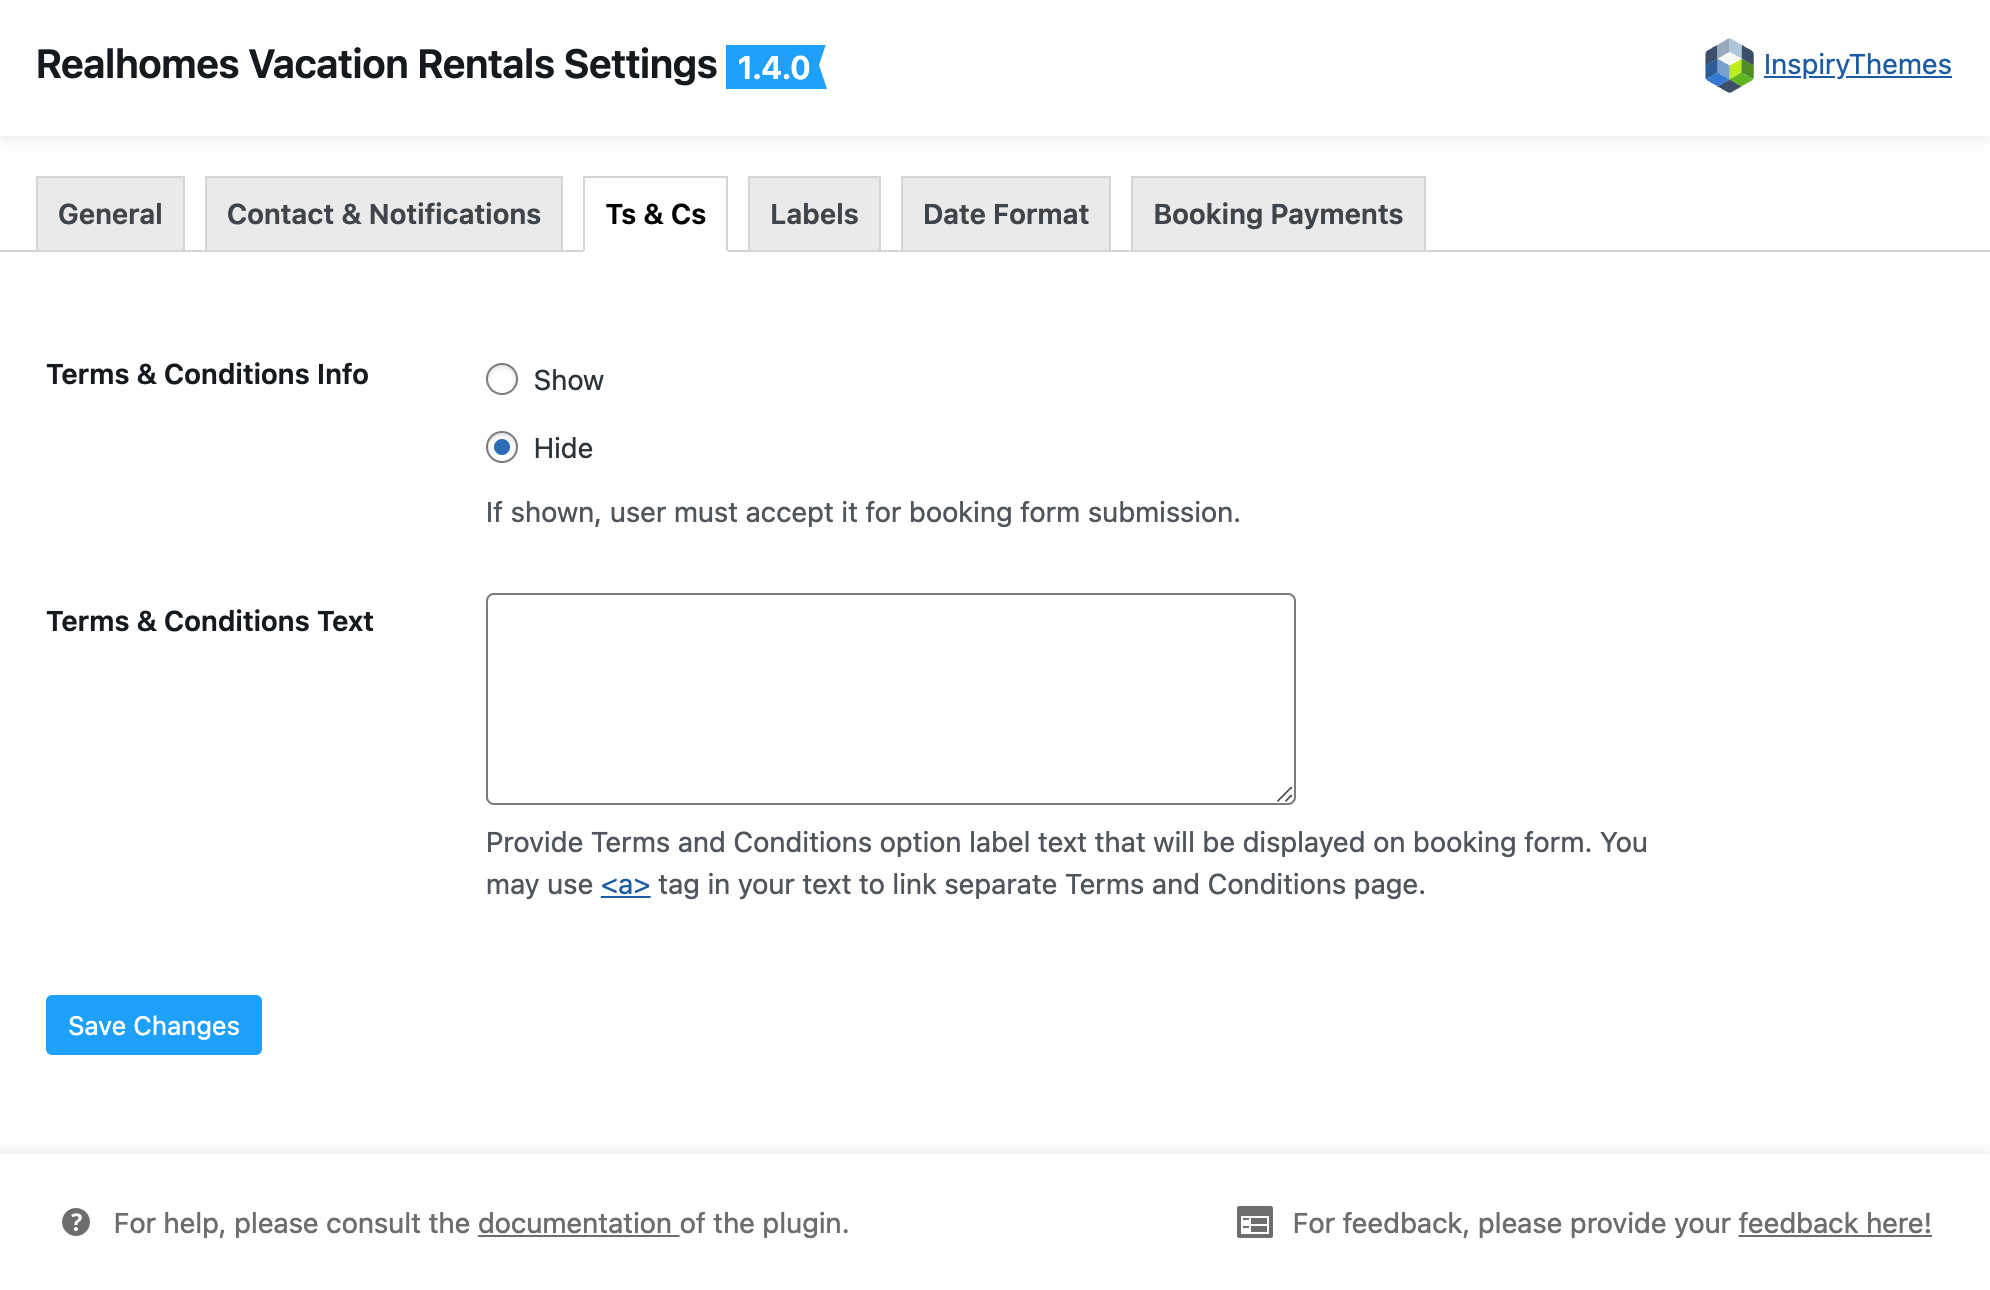 Realhomes Vacation Rentals Settings 1.4.0
InspiryThemes
General
Contact & Notifications
Ts & Cs
Labels
Date Format
Booking Payments
Terms & Conditions Info
Show
Hide
If shown, user must accept it for booking form submission.
Terms & Conditions Text
Provide Terms and Conditions option label text that will be displayed on booking form. You
may use <a> tag in your text to link separate Terms and Conditions page.
Save Changes
For help, please consult the documentation of the plugin.
For feedback, please provide your feedback here!